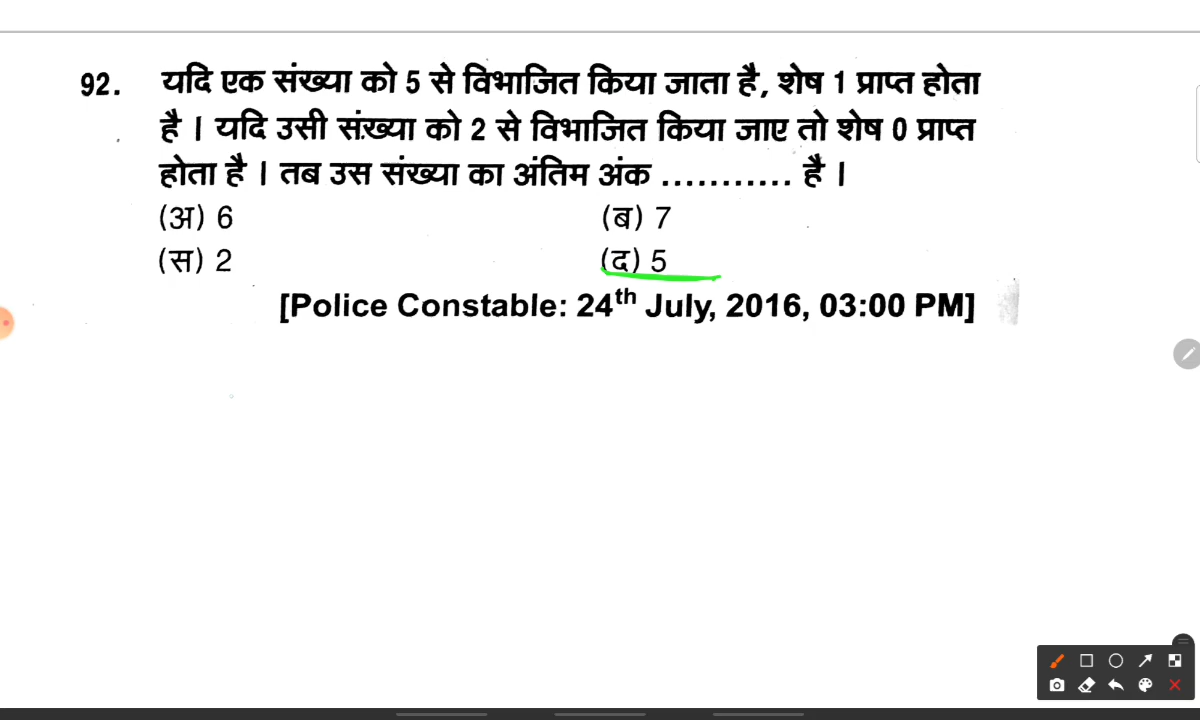 92. यदि एक संख्या को 5 से विभाजित किया जाता है, शेष 1 प्राप्त होता
है । यदि उसी संख्या को 2 से विभाजित किया जाए तो शेष 0 प्राप्त
होता है । तब उस संख्या का अंतिम अंक ........... है ।
(अ) 6 (ब) 7
(स) 2 (द) 5
[Police Constable: 24th July, 2016, 03:00 PM]